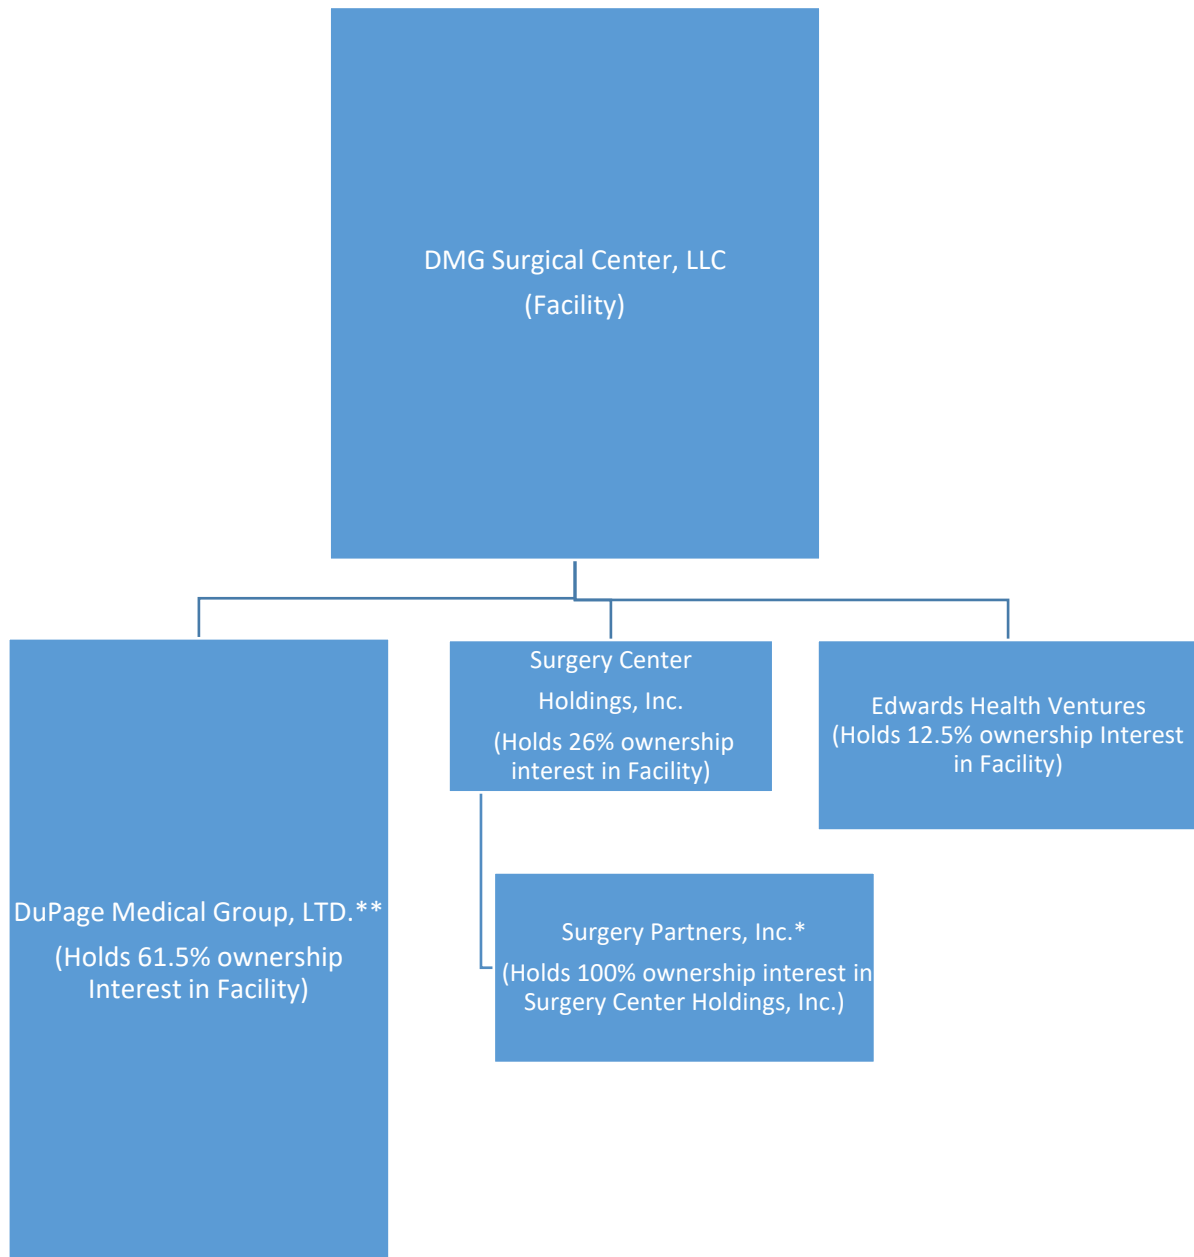 DMG Surgical Center, LLC
(Facility)
Surgery Center
Holdings, Inc.
(Holds 26% ownership
interest in Facility)
Edwards Health Ventures
(Holds 12.5% ownership Interest
in Facility)
DuPage Medical Group, LTD.**
(Holds 61.5% ownership
Interest in Facility)
Surgery Partners, Inc.*
(Holds 100% ownership interest in
Surgery Center Holdings, Inc.)